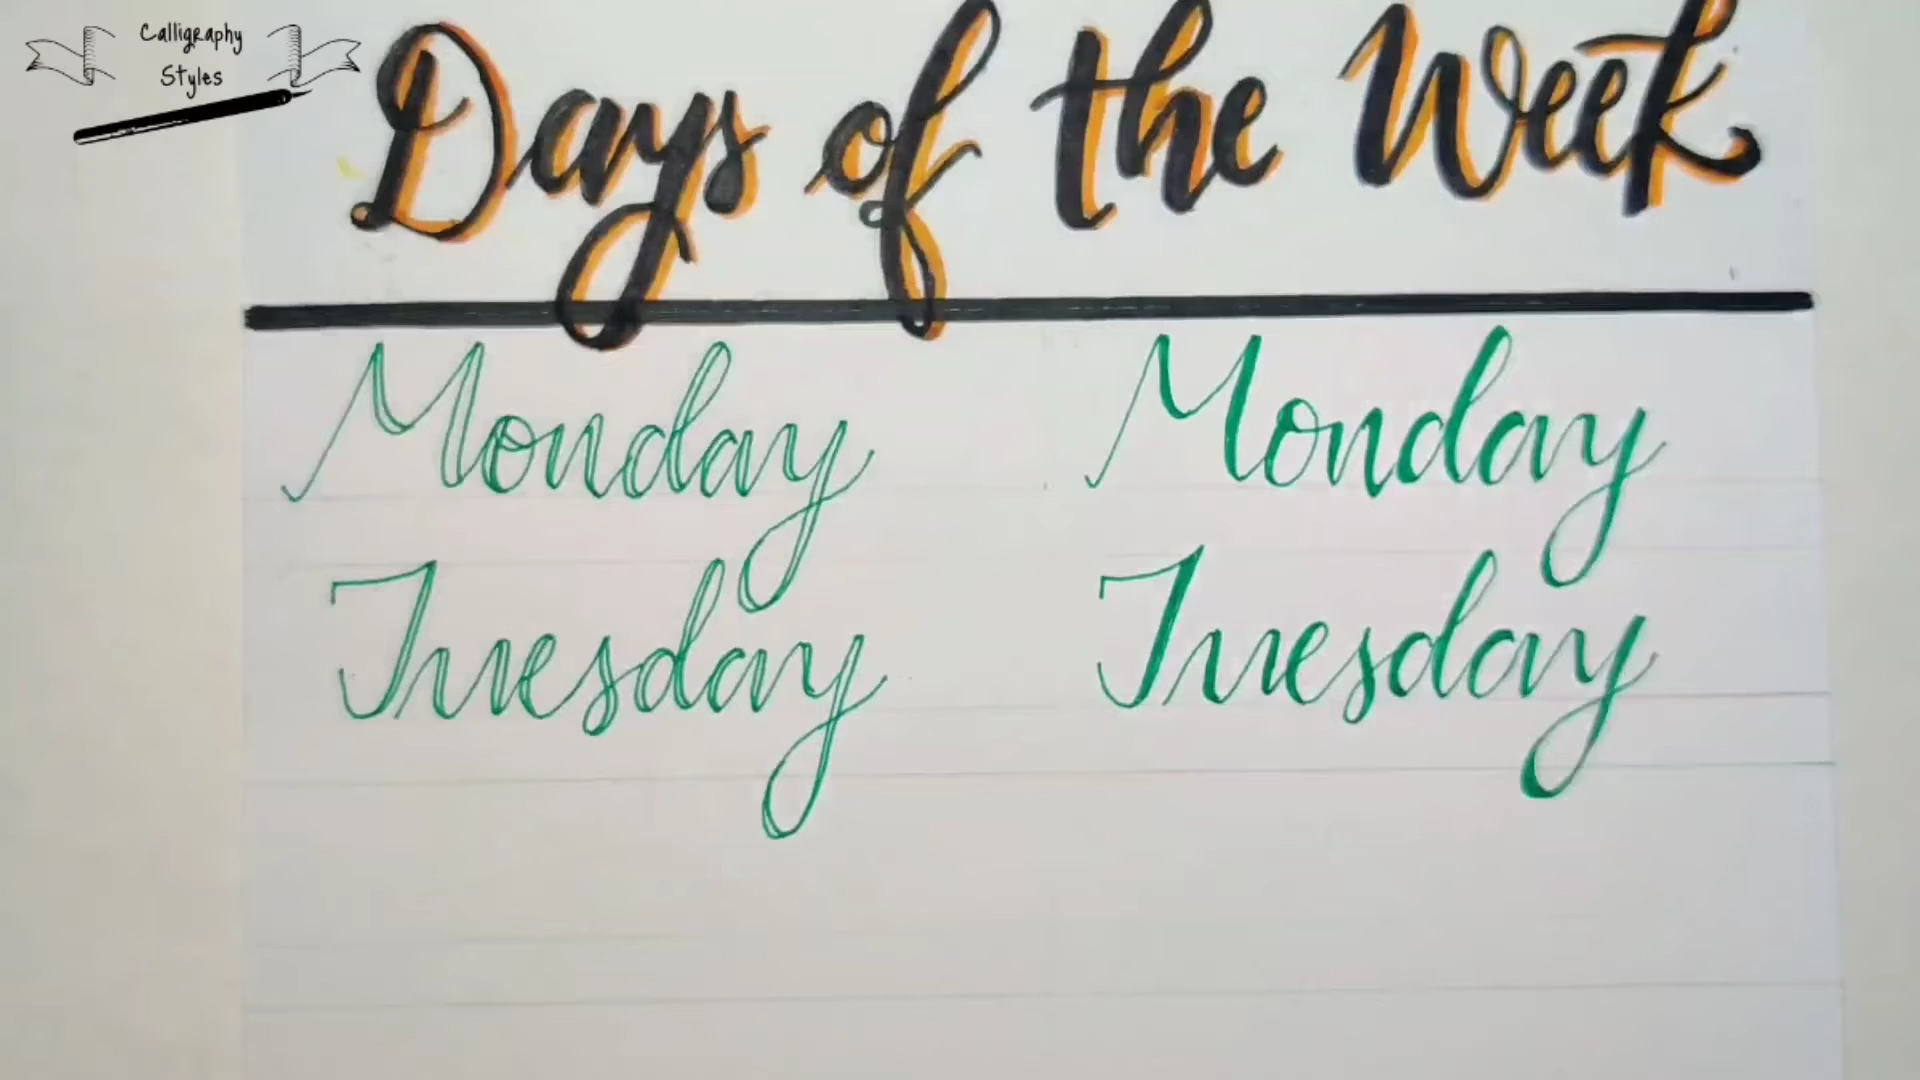 Calligraphy
Styles
Days of the Week
Monday Monday
Tuesday Tuesday